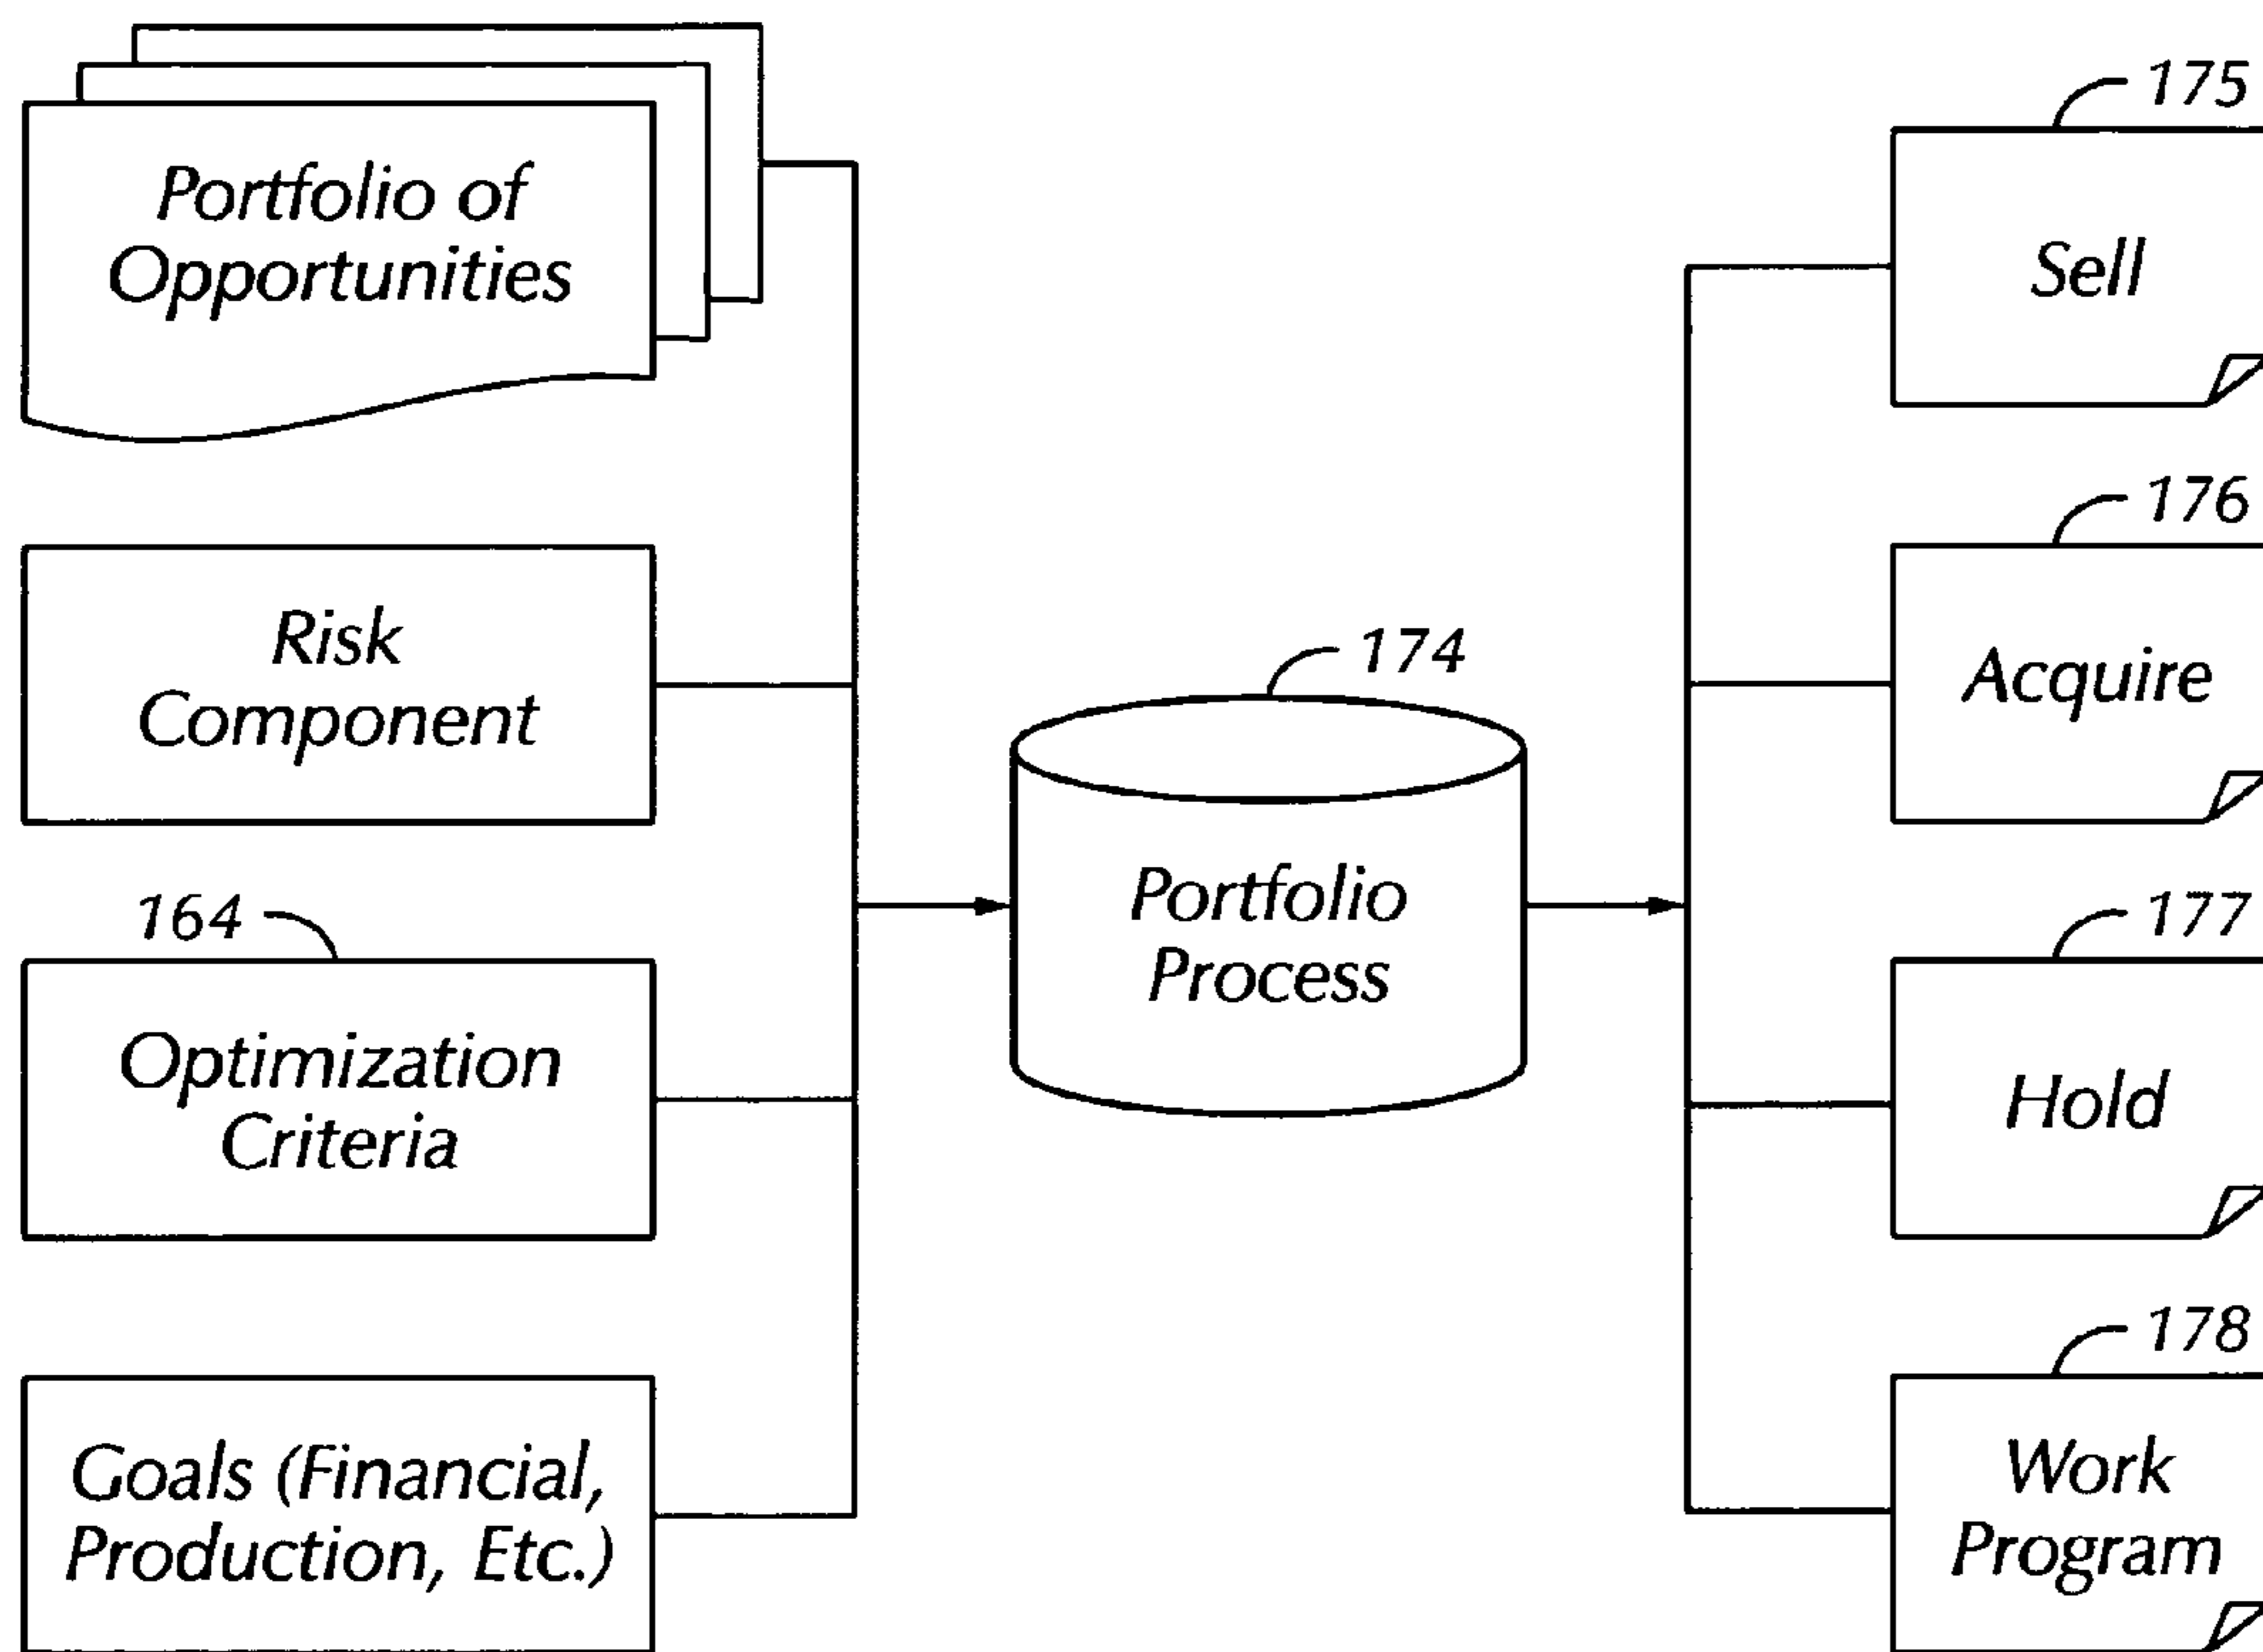 Portfolio of
Opportunities
Risk
Component
164
Optimization
Criteria
Goals (Financial,
Production, Etc.)
174
Portfolio
Process
175
Sell
176
Acquire
177
Hold
178
Work
Program